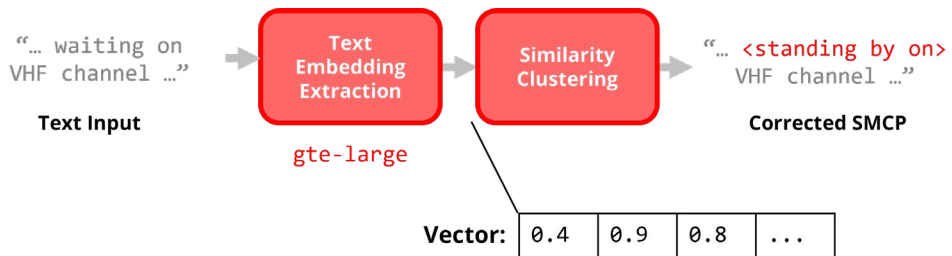 “… waiting on
VHF channel …”
Text Input
Text
Embedding
Extraction
gte-large
Similarity
Clustering
“… <standing by on>
VHF channel …”
Corrected SMCP
Vector: 0.4 0.9 0.8 ...